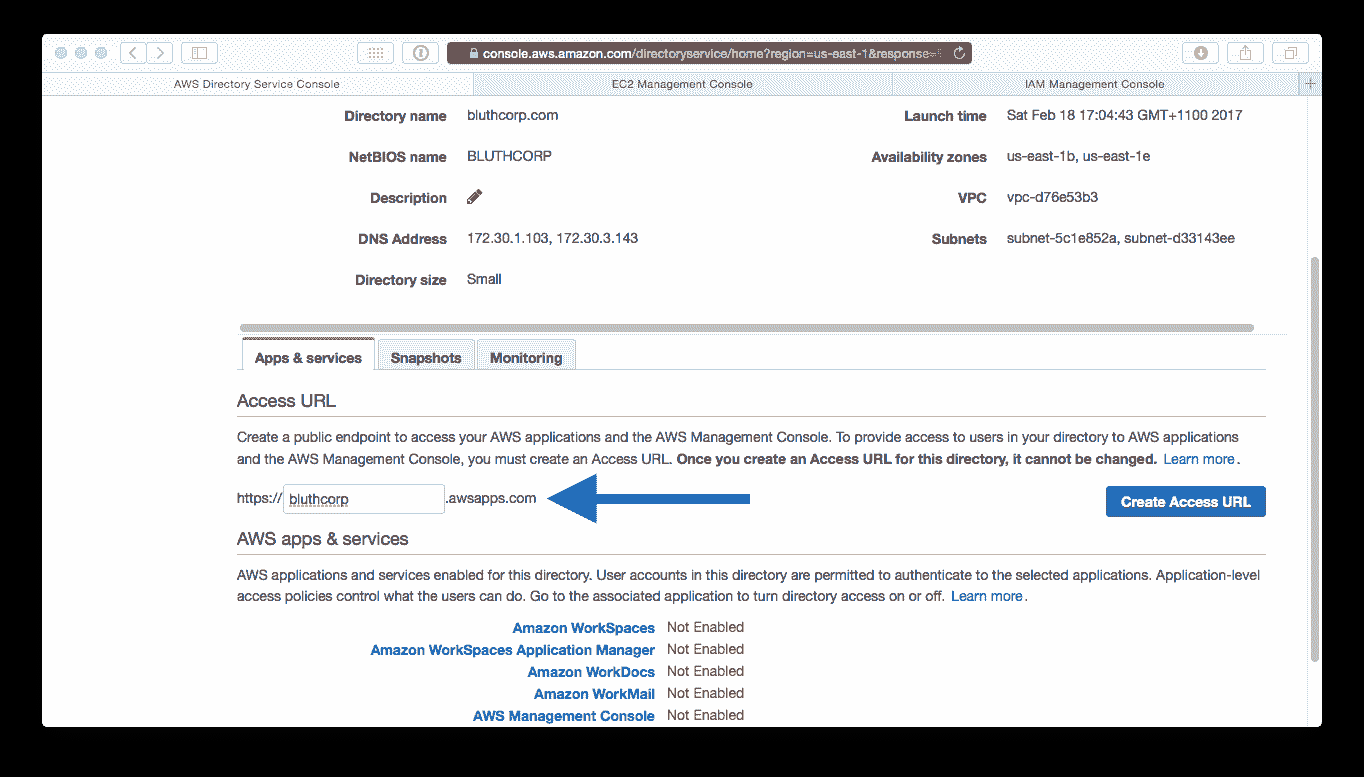 console.aws.amazon.com/directoryservice/home?region=us-east-1&response=
AWS Directory Service Console EC2 Management Console IAM Management Console +
Directory name bluthcorp.com Launch time Sat Feb 18 17:04:43 GMT+1100 2017
NetBIOS name BLUTHCORP Availability zones us-east-1b, us-east-1e
Description VPC vpc-d76e53b3
DNS Address 172.30.1.103, 172.30.3.143 Subnets subnet-5c1e852a, subnet-d33143ee
Directory size Small
Apps & services Snapshots Monitoring
Access URL
Create a public endpoint to access your AWS applications and the AWS Management Console. To provide access to users in your directory to AWS applications
and the AWS Management Console, you must create an Access URL. Once you create an Access URL for this directory, it cannot be changed. Learn more.
https:// bluthcorp .awsapps.com Create Access URL
AWS apps & services
AWS applications and services enabled for this directory. User accounts in this directory are permitted to authenticate to the selected applications. Application-level
access policies control what the users can do. Go to the associated application to turn directory access on or off. Learn more.
Amazon WorkSpaces Not Enabled
Amazon WorkSpaces Application Manager Not Enabled
Amazon WorkDocs Not Enabled
Amazon WorkMail Not Enabled
AWS Management Console Not Enabled